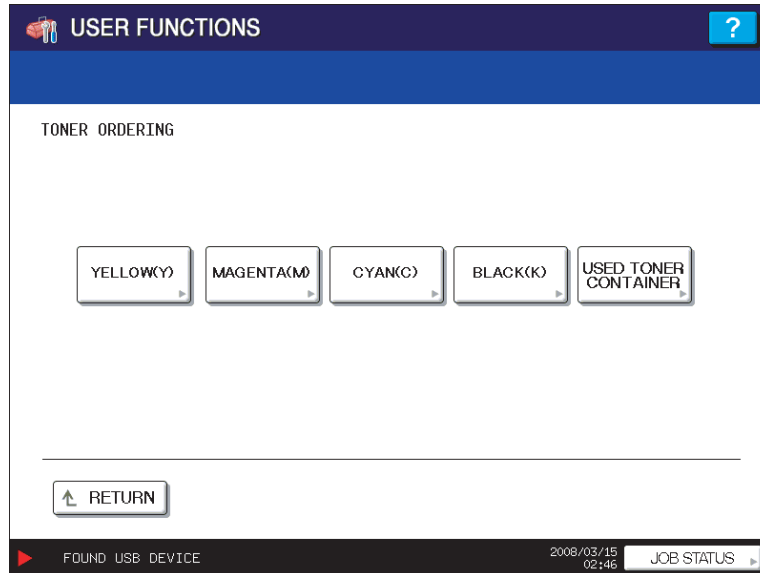 USER FUNCTIONS
?
TONER ORDERING
YELLOW(Y)
MAGENTA(M)
CYAN(C)
BLACK(K)
USED TONER
CONTAINER
RETURN
FOUND USB DEVICE
2008/03/15
02:46
JOB STATUS